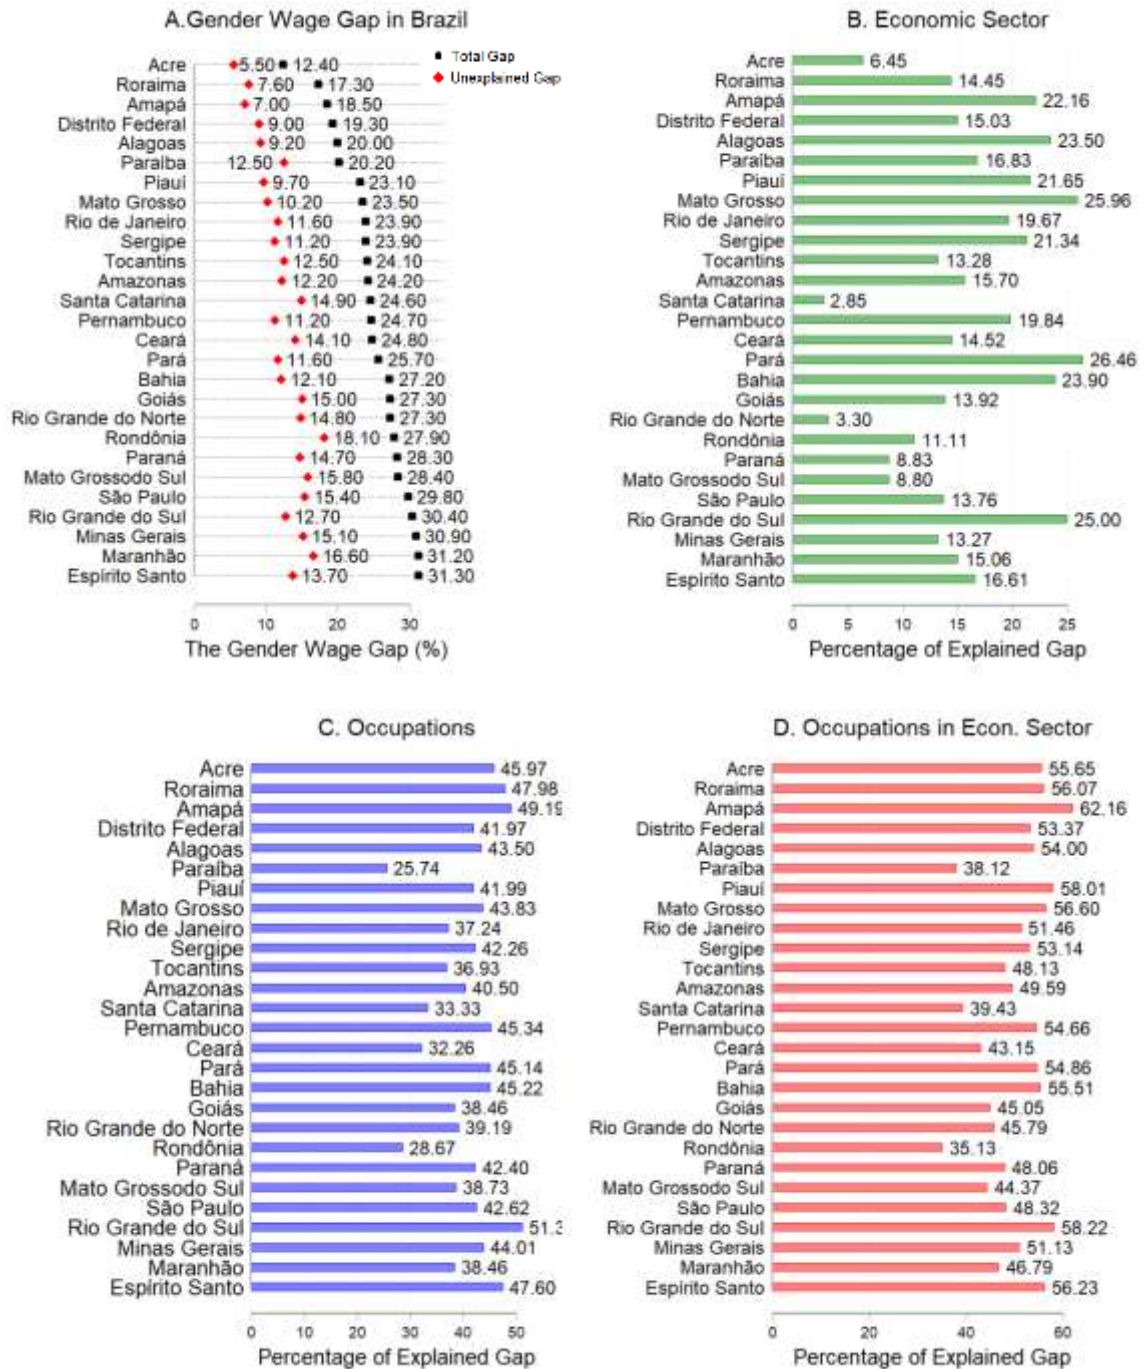 A.Gender Wage Gap in Brazil
Total Gap
Unexplained Gap
Acre 5.50 12.40
Roraima 7.60 17.30
Amapá 7.00 18.50
Distrito Federal 9.00 19.30
Alagoas 9.20 20.00
Paraíba 12.50 20.20
Piauí 9.70 23.10
Mato Grosso 10.20 23.50
Rio de Janeiro 11.60 23.90
Sergipe 11.20 23.90
Tocantins 12.50 24.10
Amazonas 12.20 24.20
Santa Catarina 14.90 24.60
Pernambuco 11.20 24.70
Ceará 14.10 24.80
Pará 11.60 25.70
Bahia 12.10 27.20
Goiás 15.00 27.30
Rio Grande do Norte 14.80 27.30
Rondônia 18.10 27.90
Paraná 14.70 28.30
Mato Grossodo Sul 15.80 28.40
São Paulo 15.40 29.80
Rio Grande do Sul 12.70 30.40
Minas Gerais 15.10 30.90
Maranhão 16.60 31.20
Espírito Santo 13.70 31.30
0 10 20 30
The Gender Wage Gap (%)
B. Economic Sector
Acre 6.45
Roraima 14.45
Amapá 22.16
Distrito Federal 15.03
Alagoas 23.50
Paraíba 16.83
Piauí 21.65
Mato Grosso 25.96
Rio de Janeiro 19.67
Sergipe 21.34
Tocantins 13.28
Amazonas 15.70
Santa Catarina 2.85
Pernambuco 19.84
Ceará 14.52
Pará 26.46
Bahia 23.90
Goiás 13.92
Rio Grande do Norte 3.30
Rondônia 11.11
Paraná 8.83
Mato Grossodo Sul 8.80
São Paulo 13.76
Rio Grande do Sul 25.00
Minas Gerais 13.27
Maranhão 15.06
Espírito Santo 16.61
0 5 10 15 20 25
Percentage of Explained Gap
C. Occupations
Acre 45.97
Roraima 47.98
Amapá 49.19
Distrito Federal 41.97
Alagoas 43.50
Paraíba 25.74
Piauí 41.99
Mato Grosso 43.83
Rio de Janeiro 37.24
Sergipe 42.26
Tocantins 36.93
Amazonas 40.50
Santa Catarina 33.33
Pernambuco 45.34
Ceará 32.26
Pará 45.14
Bahia 45.22
Goiás 38.46
Rio Grande do Norte 39.19
Rondônia 28.67
Paraná 42.40
Mato Grossodo Sul 38.73
São Paulo 42.62
Rio Grande do Sul
Minas Gerais 44.01
Maranhão 38.46
Espírito Santo 47.60
0 10 20 30 40 50
Percentage of Explained Gap
D. Occupations in Econ. Sector
Acre 55.65
Roraima 56.07
Amapá 62.16
Distrito Federal 53.37
Alagoas 54.00
Paraíba 38.12
Piauí 58.01
Mato Grosso 56.60
Rio de Janeiro 51.46
Sergipe 53.14
Tocantins 48.13
Amazonas 49.59
Santa Catarina 39.43
Pernambuco 54.66
Ceará 43.15
Pará 54.86
Bahia 55.51
Goiás 45.05
Rio Grande do Norte 45.79
Rondônia 35.13
Paraná 48.06
Mato Grossodo Sul 44.37
São Paulo 48.32
Rio Grande do Sul 58.22
Minas Gerais 51.13
Maranhão 46.79
Espírito Santo 56.23
0 20 40 60
Percentage of Explained Gap